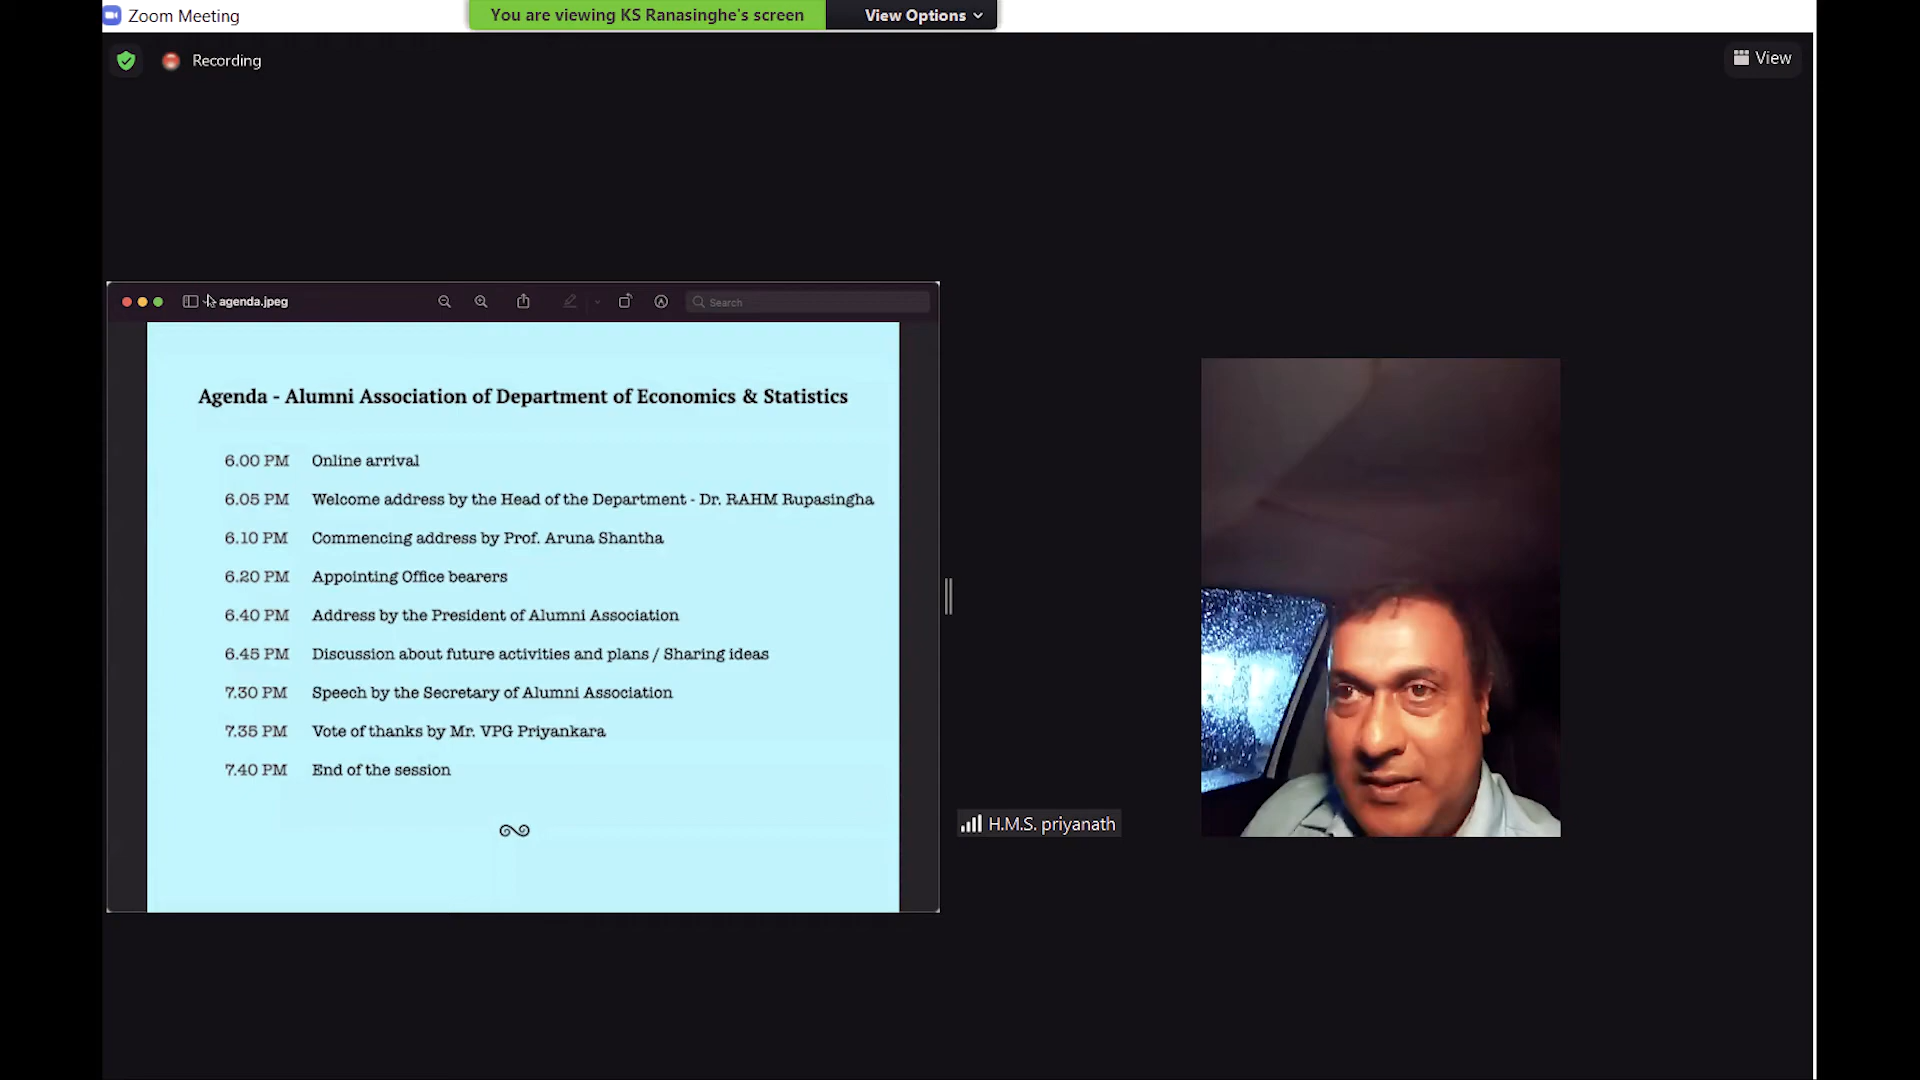 Zoom Meeting
You are viewing KS Ranasinghe's screen
View Options
Recording
View
agenda.jpeg
Search
Agenda - Alumni Association of Department of Economics & Statistics
6.00 PM Online arrival
6.05 PM Welcome address by the Head of the Department - Dr. RAHM Rupasingha
6.10 PM Commencing address by Prof. Aruna Shantha
6.20 PM Appointing Office bearers
6.40 PM Address by the President of Alumni Association
6.45 PM Discussion about future activities and plans / Sharing ideas
7.30 PM Speech by the Secretary of Alumni Association
7.35 PM Vote of thanks by Mr. VPG Priyankara
7.40 PM End of the session
H.M.S. priyanath